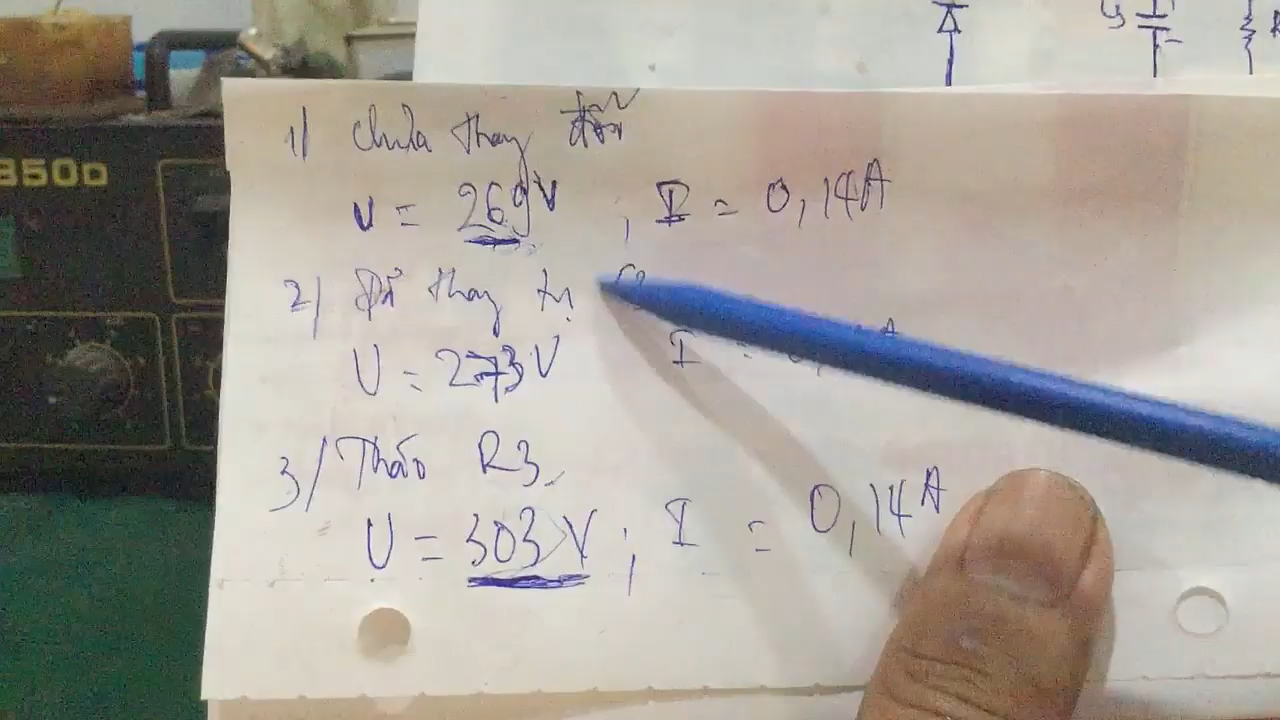 850D
1) Chưa thay đổi
U = 269V ; I = 0,14A
2) Đã thay tụ
U = 273V I =
3) Tháo R3
U = 303V ; I = 0,14A